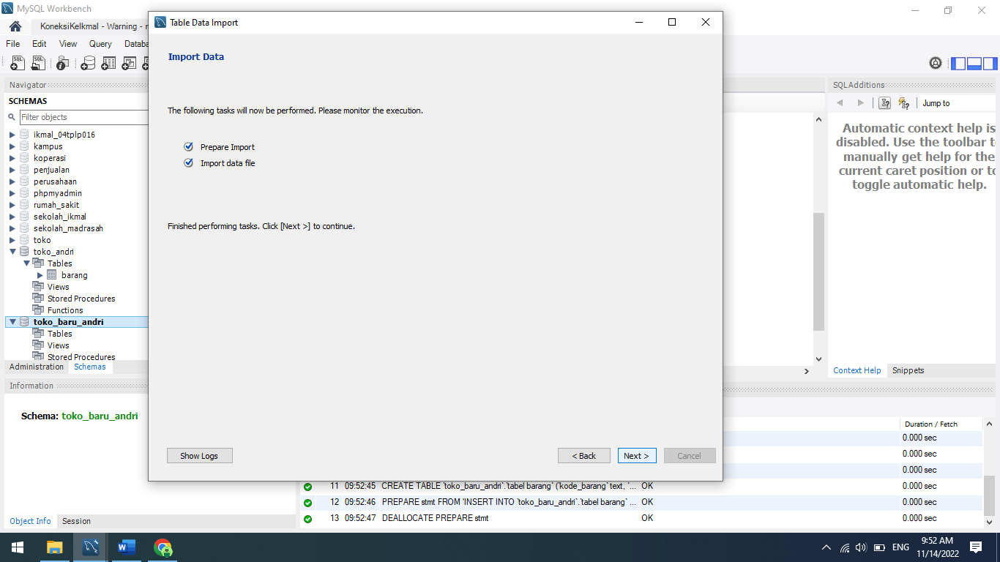 MySQL Workbench
KoneksiKelkmal - Warning -
File Edit View Query
Table Data Import
Import Data
The following tasks will now be performed. Please monitor the execution.
Prepare Import
Import data file
Finished performing tasks. Click [Next >] to continue.
Show Logs
< Back
Next >
Cancel
Navigator
SCHEMAS
Filter objects
ikmal_04tplp016
kampus
koperasi
penjualan
perusahaan
phpmyadmin
rumah_sakit
sekolah_ikmal
sekolah_madrasah
toko
toko_andri
Tables
barang
Views
Stored Procedures
Functions
toko_baru_andri
Tables
Views
Stored Procedures
Administration Schemas
Information
Schema: toko_baru_andri
Object Info Session
SQLAdditions
Jump to
Automatic context help is
disabled. Use the toolbar
manually get help for the
current caret position or
toggle automatic help.
Context Help Snippets
Duration / Fetch
0.000 sec
0.000 sec
0.000 sec
11 09:52:45 CREATE TABLE `toko_baru_andri`.`tabel barang` (`kode_barang` text, `... OK 0.000 sec
12 09:52:46 PREPARE stmt FROM 'INSERT INTO `toko_baru_andri`.`tabel barang` ... OK 0.000 sec
13 09:52:47 DEALLOCATE PREPARE stmt OK 0.000 sec
ENG
9:52 AM
11/14/2022